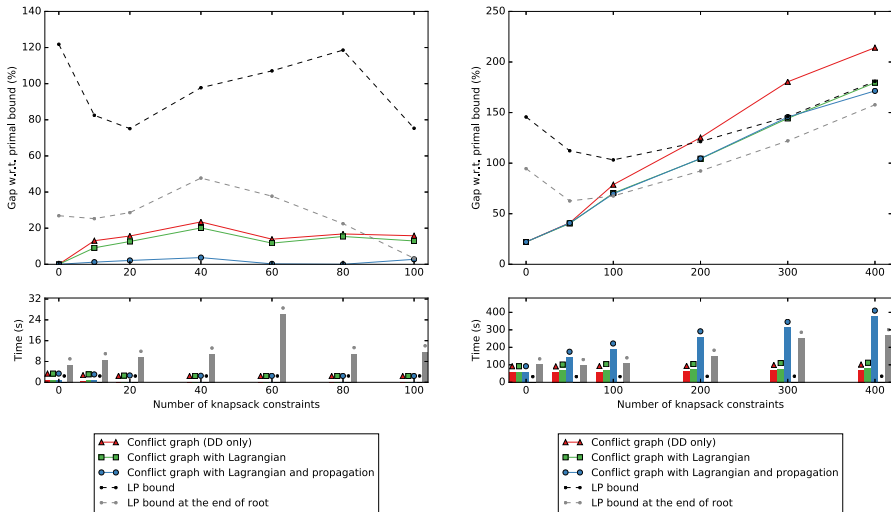 140
120
100
80
60
40
20
0
Gap w.r.t. primal bound (%)
0 20 40 60 80 100
32
24
16
8
0
Time (s)
0 20 40 60 80 100
Number of knapsack constraints
Conflict graph (DD only)
Conflict graph with Lagrangian
Conflict graph with Lagrangian and propagation
LP bound
LP bound at the end of root
250
200
150
100
50
0
Gap w.r.t. primal bound (%)
0 100 200 300 400
400
300
200
100
0
Time (s)
0 100 200 300 400
Number of knapsack constraints
Conflict graph (DD only)
Conflict graph with Lagrangian
Conflict graph with Lagrangian and propagation
LP bound
LP bound at the end of root